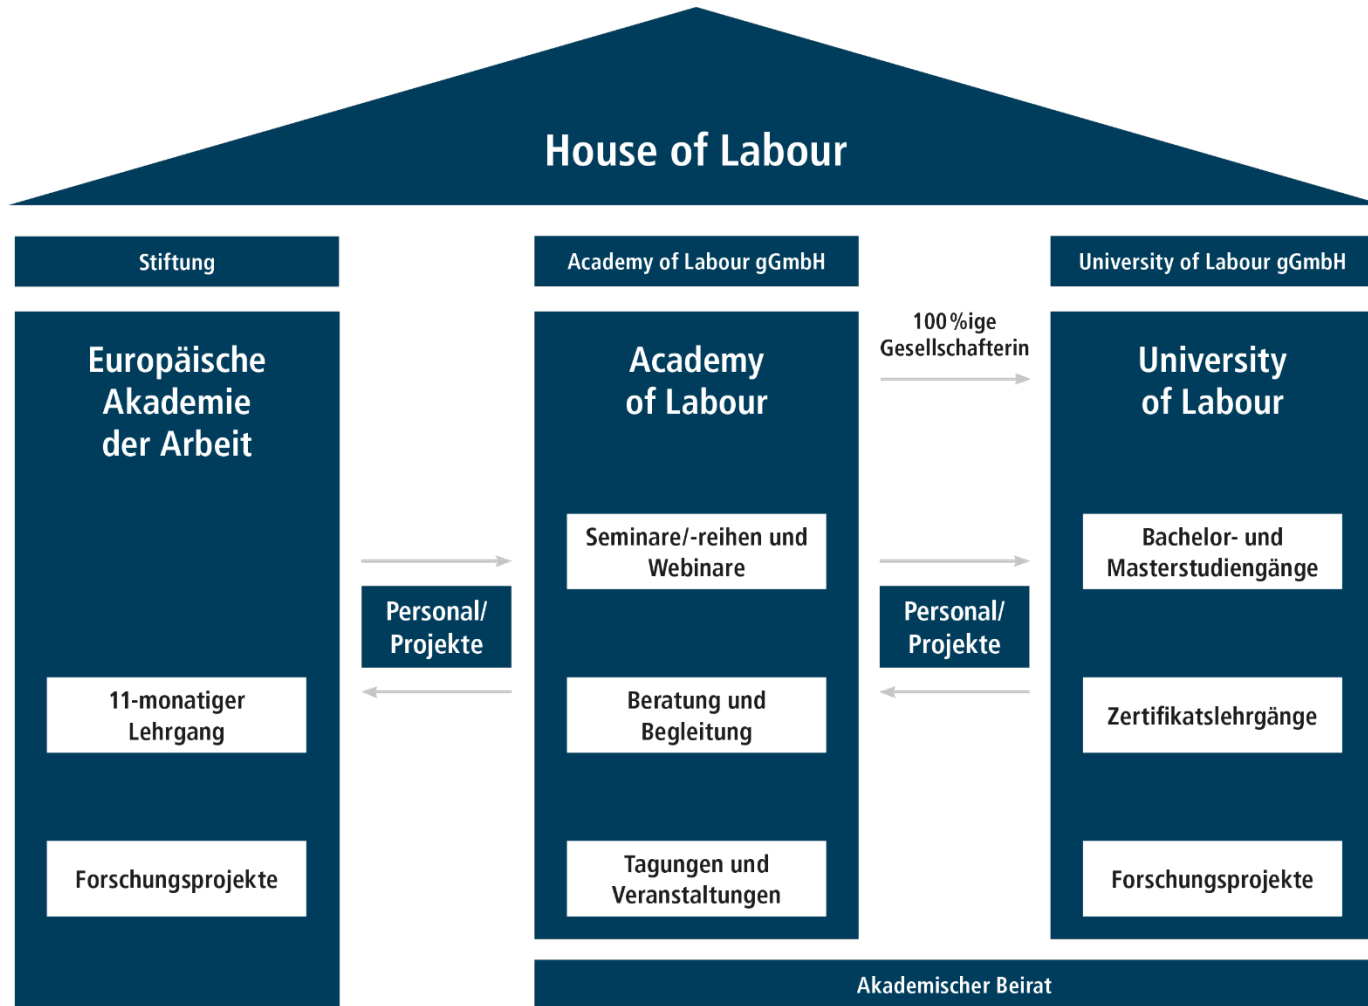 House of Labour
Stiftung
Europäische
Akademie
der Arbeit
11-monatiger
Lehrgang
Forschungsprojekte
Personal/
Projekte
Academy of Labour gGmbH
Academy
of Labour
Seminare/-reihen und
Webinare
Beratung und
Begleitung
Tagungen und
Veranstaltungen
100 %ige
Gesellschafterin
Personal/
Projekte
University of Labour gGmbH
University
of Labour
Bachelor- und
Masterstudiengänge
Zertifikatslehrgänge
Forschungsprojekte
Akademischer Beirat